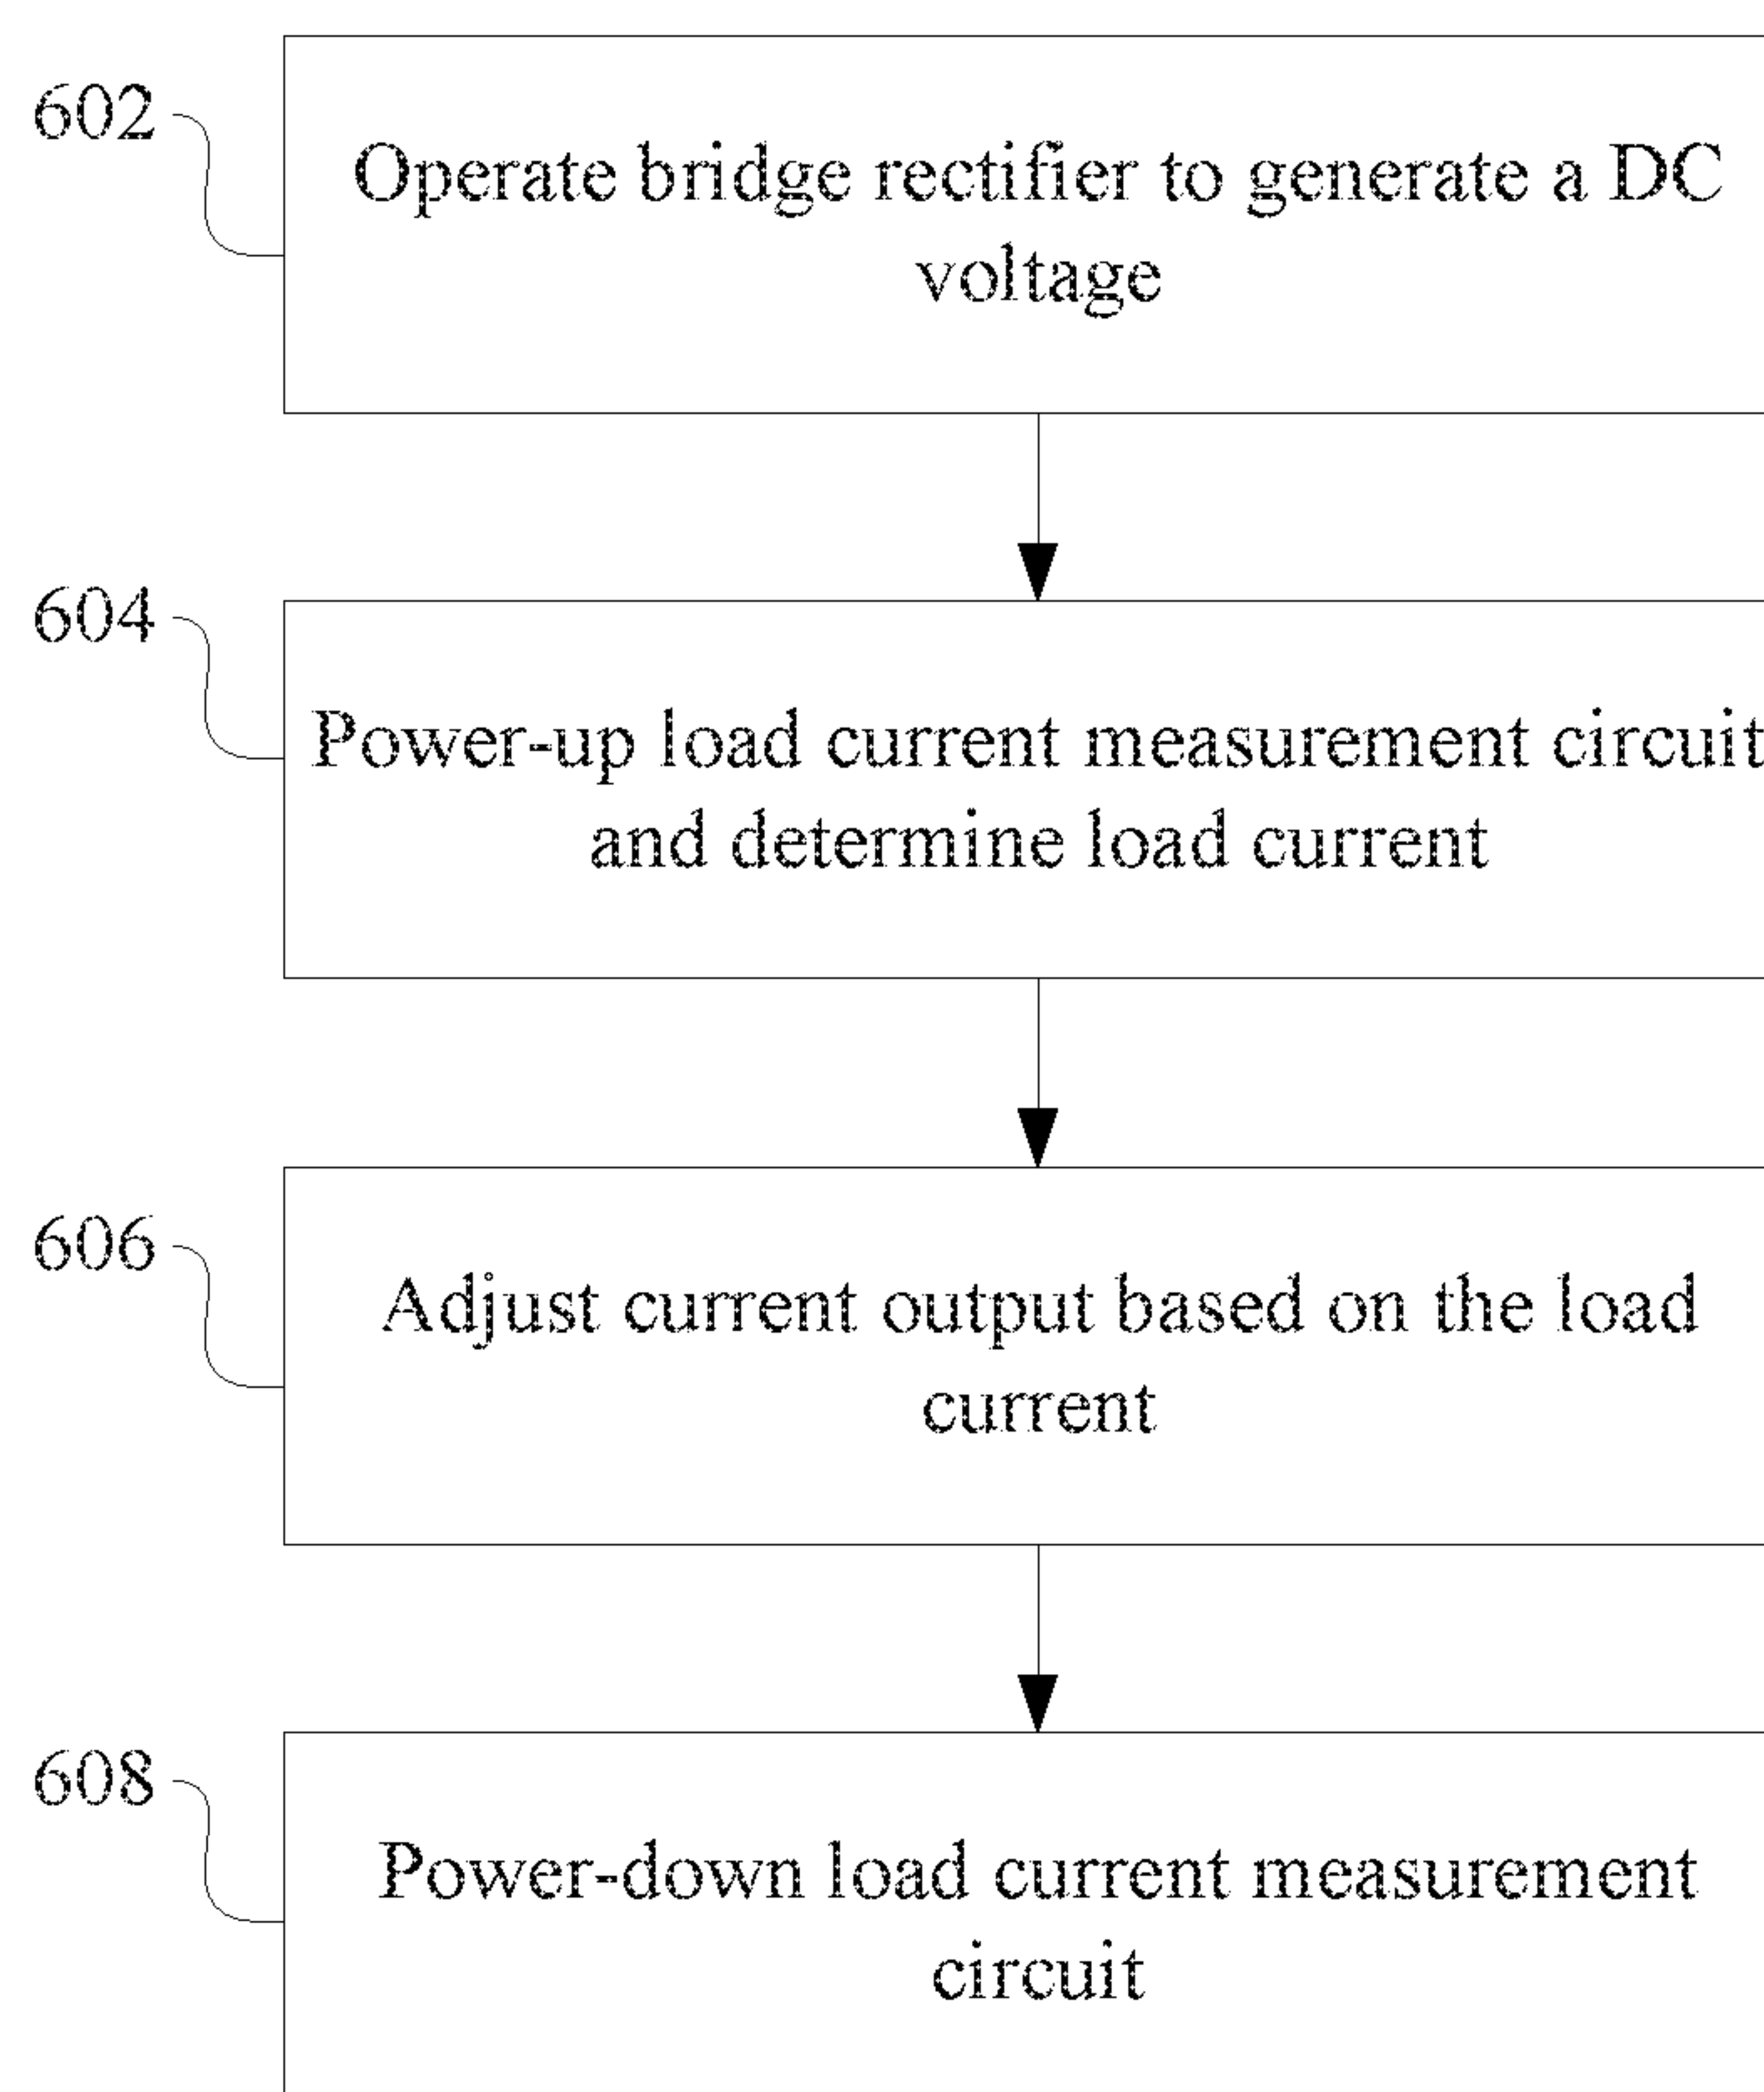 602
Operate bridge rectifier to generate a DC
voltage
604
Power-up load current measurement circuit
and determine load current
606
Adjust current output based on the load
current
608
Power-down load current measurement
circuit